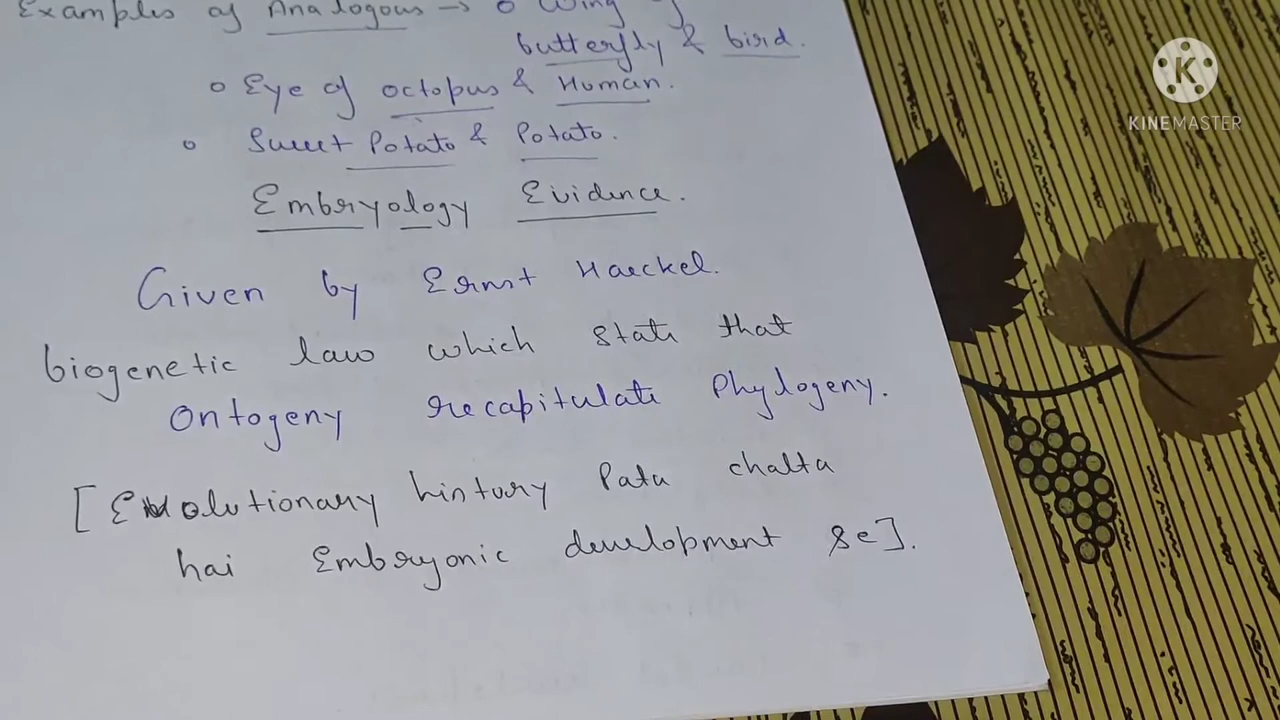 Examples of Analogous → o Wing of
butterfly & bird.
o Eye of octopus & Human.
o Sweet Potato & Potato.
Embryology Evidence.
Given by Ernst Haeckel.
biogenetic law which state that
Ontogeny recapitulate Phylogeny.
[Evolutionary history Pata chalta
hai Embryonic development se].
K
KINEMASTER